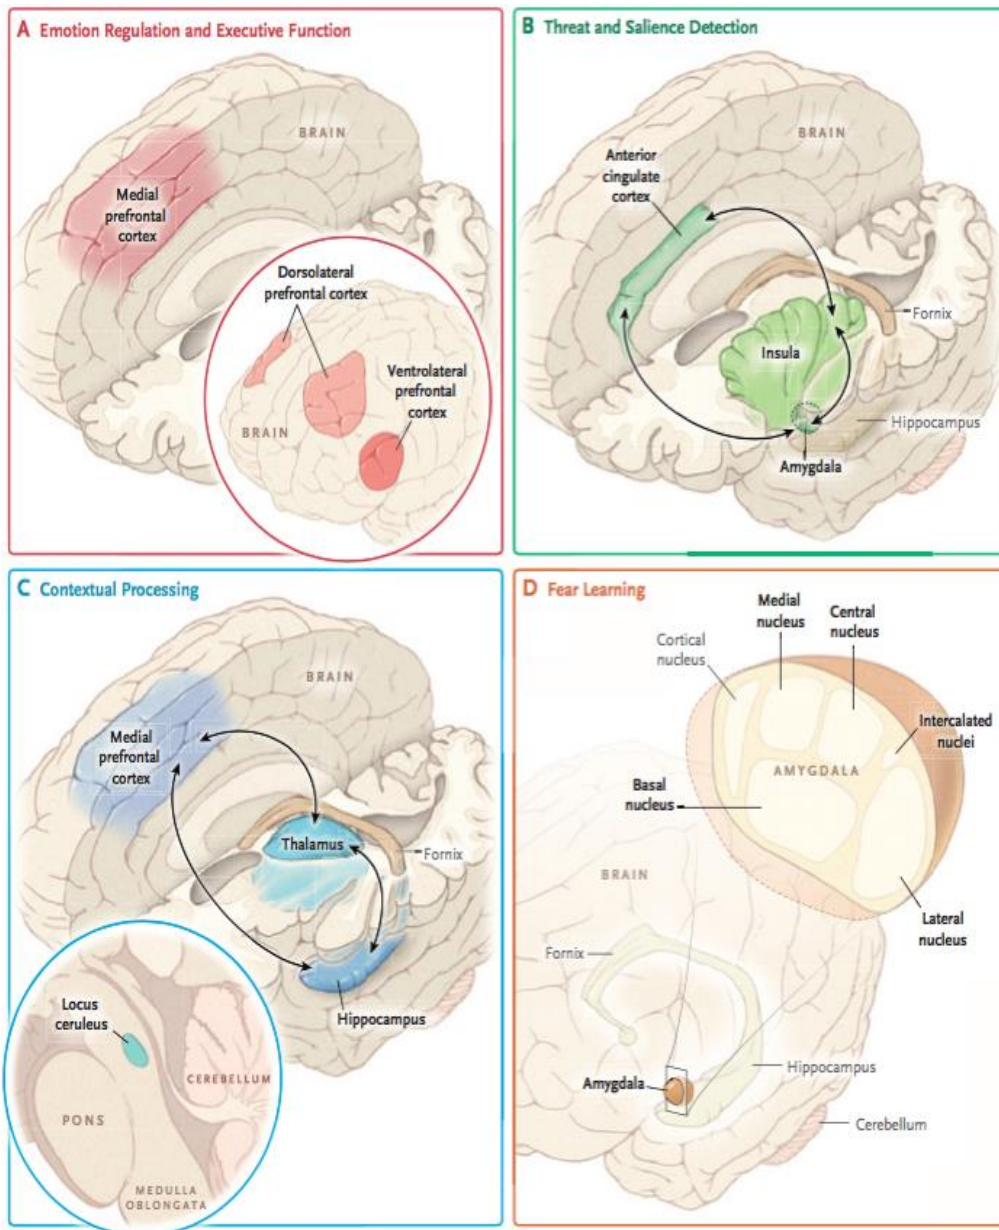 A Emotion Regulation and Executive Function
BRAIN
Medial
prefrontal
cortex
Dorsolateral
prefrontal cortex
Ventrolateral
prefrontal
cortex
BRAIN
B Threat and Salience Detection
BRAIN
Anterior
cingulate
cortex
Fornix
Insula
Hippocampus
Amygdala
C Contextual Processing
BRAIN
Medial
prefrontal
cortex
Thalamus
Fornix
Hippocampus
Locus
ceruleus
CEREBELLUM
PONS
MEDULLA
OBLONGATA
D Fear Learning
Medial
nucleus
Central
nucleus
Cortical
nucleus
Intercalated
nuclei
AMYGDALA
Basal
nucleus
BRAIN
Lateral
nucleus
Fornix
Hippocampus
Amygdala
Cerebellum